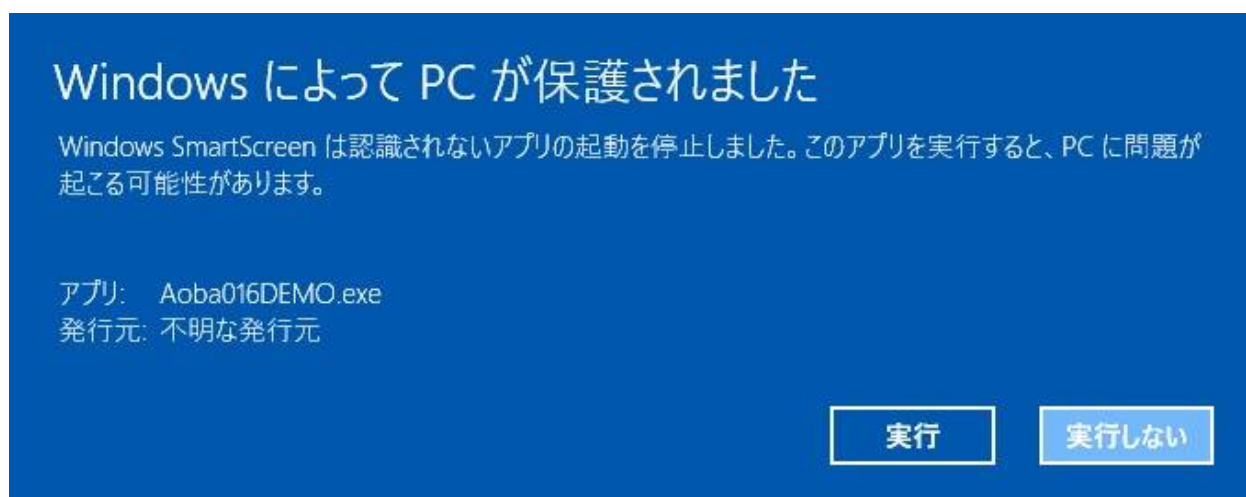 Windows によって PC が保護されました
Windows SmartScreen は認識されないアプリの起動を停止しました。このアプリを実行すると、PC に問題が
起こる可能性があります。
アプリ: Aoba016DEMO.exe
発行元: 不明な発行元
実行 実行しない